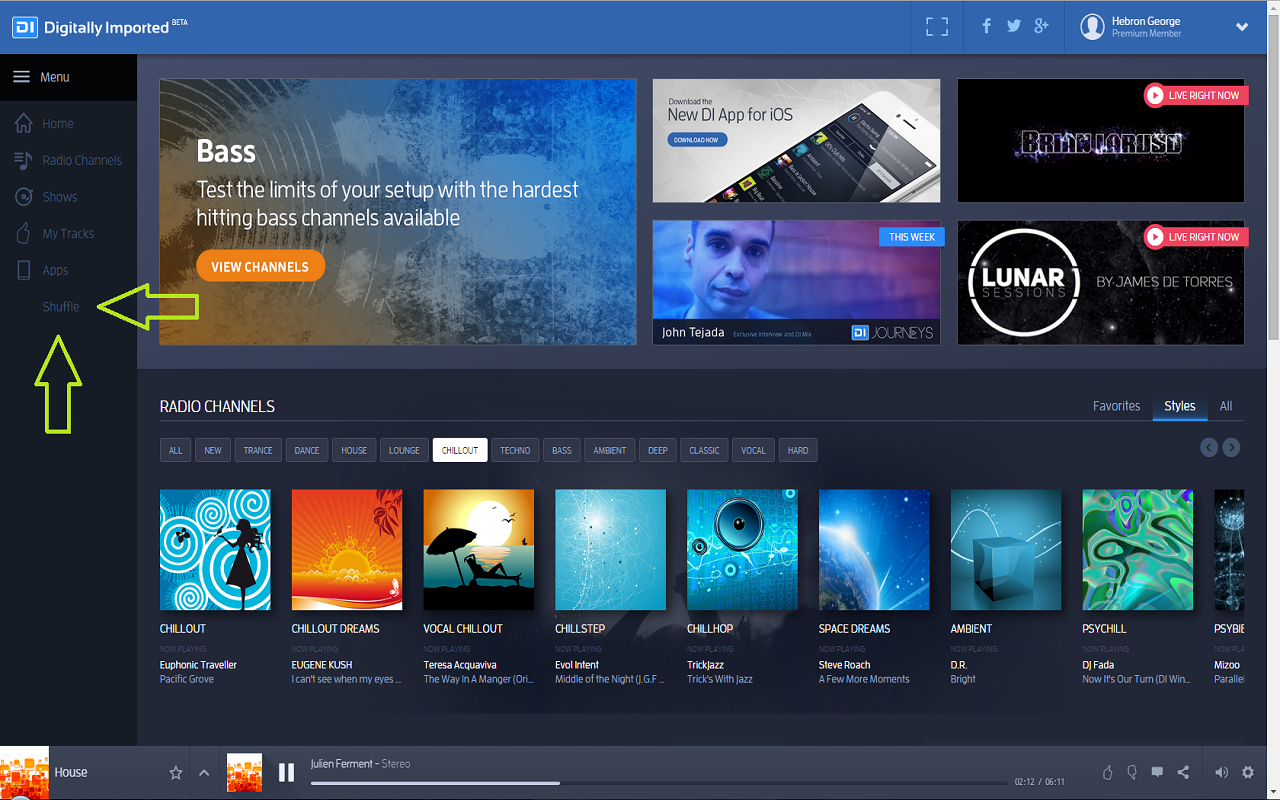 DI Digitally Imported BETA
Hebron George
Premium Member
Menu
Home
Radio Channels
Shows
My Tracks
Apps
Shuffle
Bass
Test the limits of your setup with the hardest
hitting bass channels available
VIEW CHANNELS
Download the
New DI App for iOS
DOWNLOAD NOW
LIVE RIGHT NOW
BRIAN LORUSO
THIS WEEK
John Tejada Exclusive Interview and DJ Mix DI JOURNEYS
LIVE RIGHT NOW
LUNAR
SESSIONS
BY JAMES DE TORRES
RADIO CHANNELS
Favorites Styles All
ALL NEW TRANCE DANCE HOUSE LOUNGE CHILLOUT TECHNO BASS AMBIENT DEEP CLASSIC VOCAL HARD
CHILLOUT
NOW PLAYING
Euphonic Traveller
Pacific Grove
CHILLOUT DREAMS
NOW PLAYING
EUGENE KUSH
I can't see when my eyes ...
VOCAL CHILLOUT
NOW PLAYING
Teresa Acquaviva
The Way In A Manger (Ori...
CHILLSTEP
NOW PLAYING
Evol Intent
Middle of the Night (J.G.F ...
CHILLHOP
NOW PLAYING
TrickJazz
Trick's With Jazz
SPACE DREAMS
NOW PLAYING
Steve Roach
A Few More Moments
AMBIENT
NOW PLAYING
D.R.
Bright
PSYCHILL
NOW PLAYING
DJ Fada
Now It's Our Turn (DI Win...
PSYBIE
NOW PLA
Mizoo
Parallel
House
Julien Ferment - Stereo
02:12 / 06:11